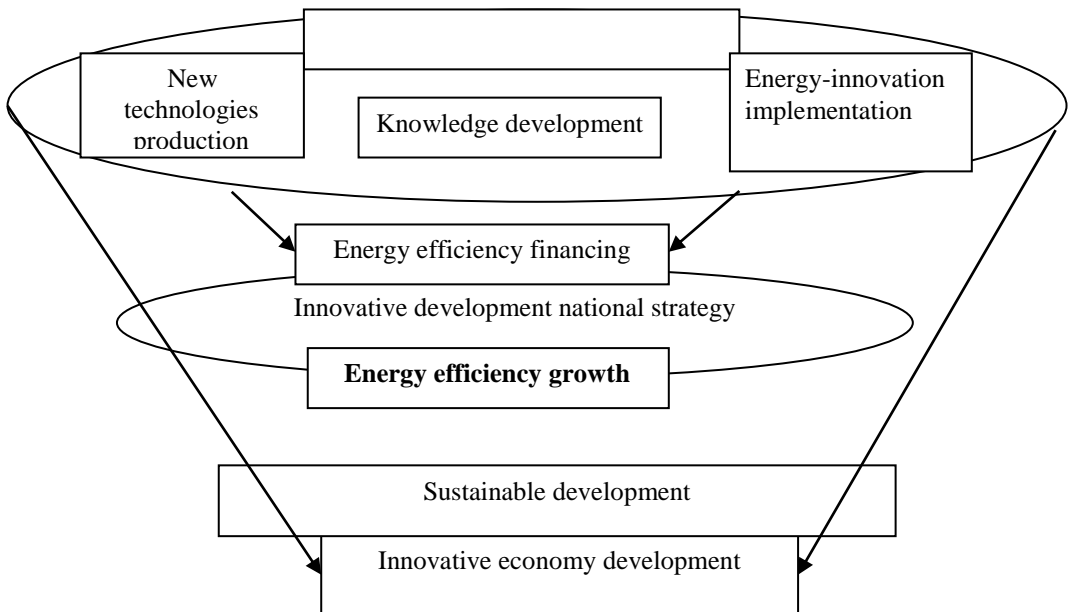 New
technologies
production
Energy-innovation
implementation
Knowledge development
Energy efficiency financing
Innovative development national strategy
Energy efficiency growth
Sustainable development
Innovative economy development